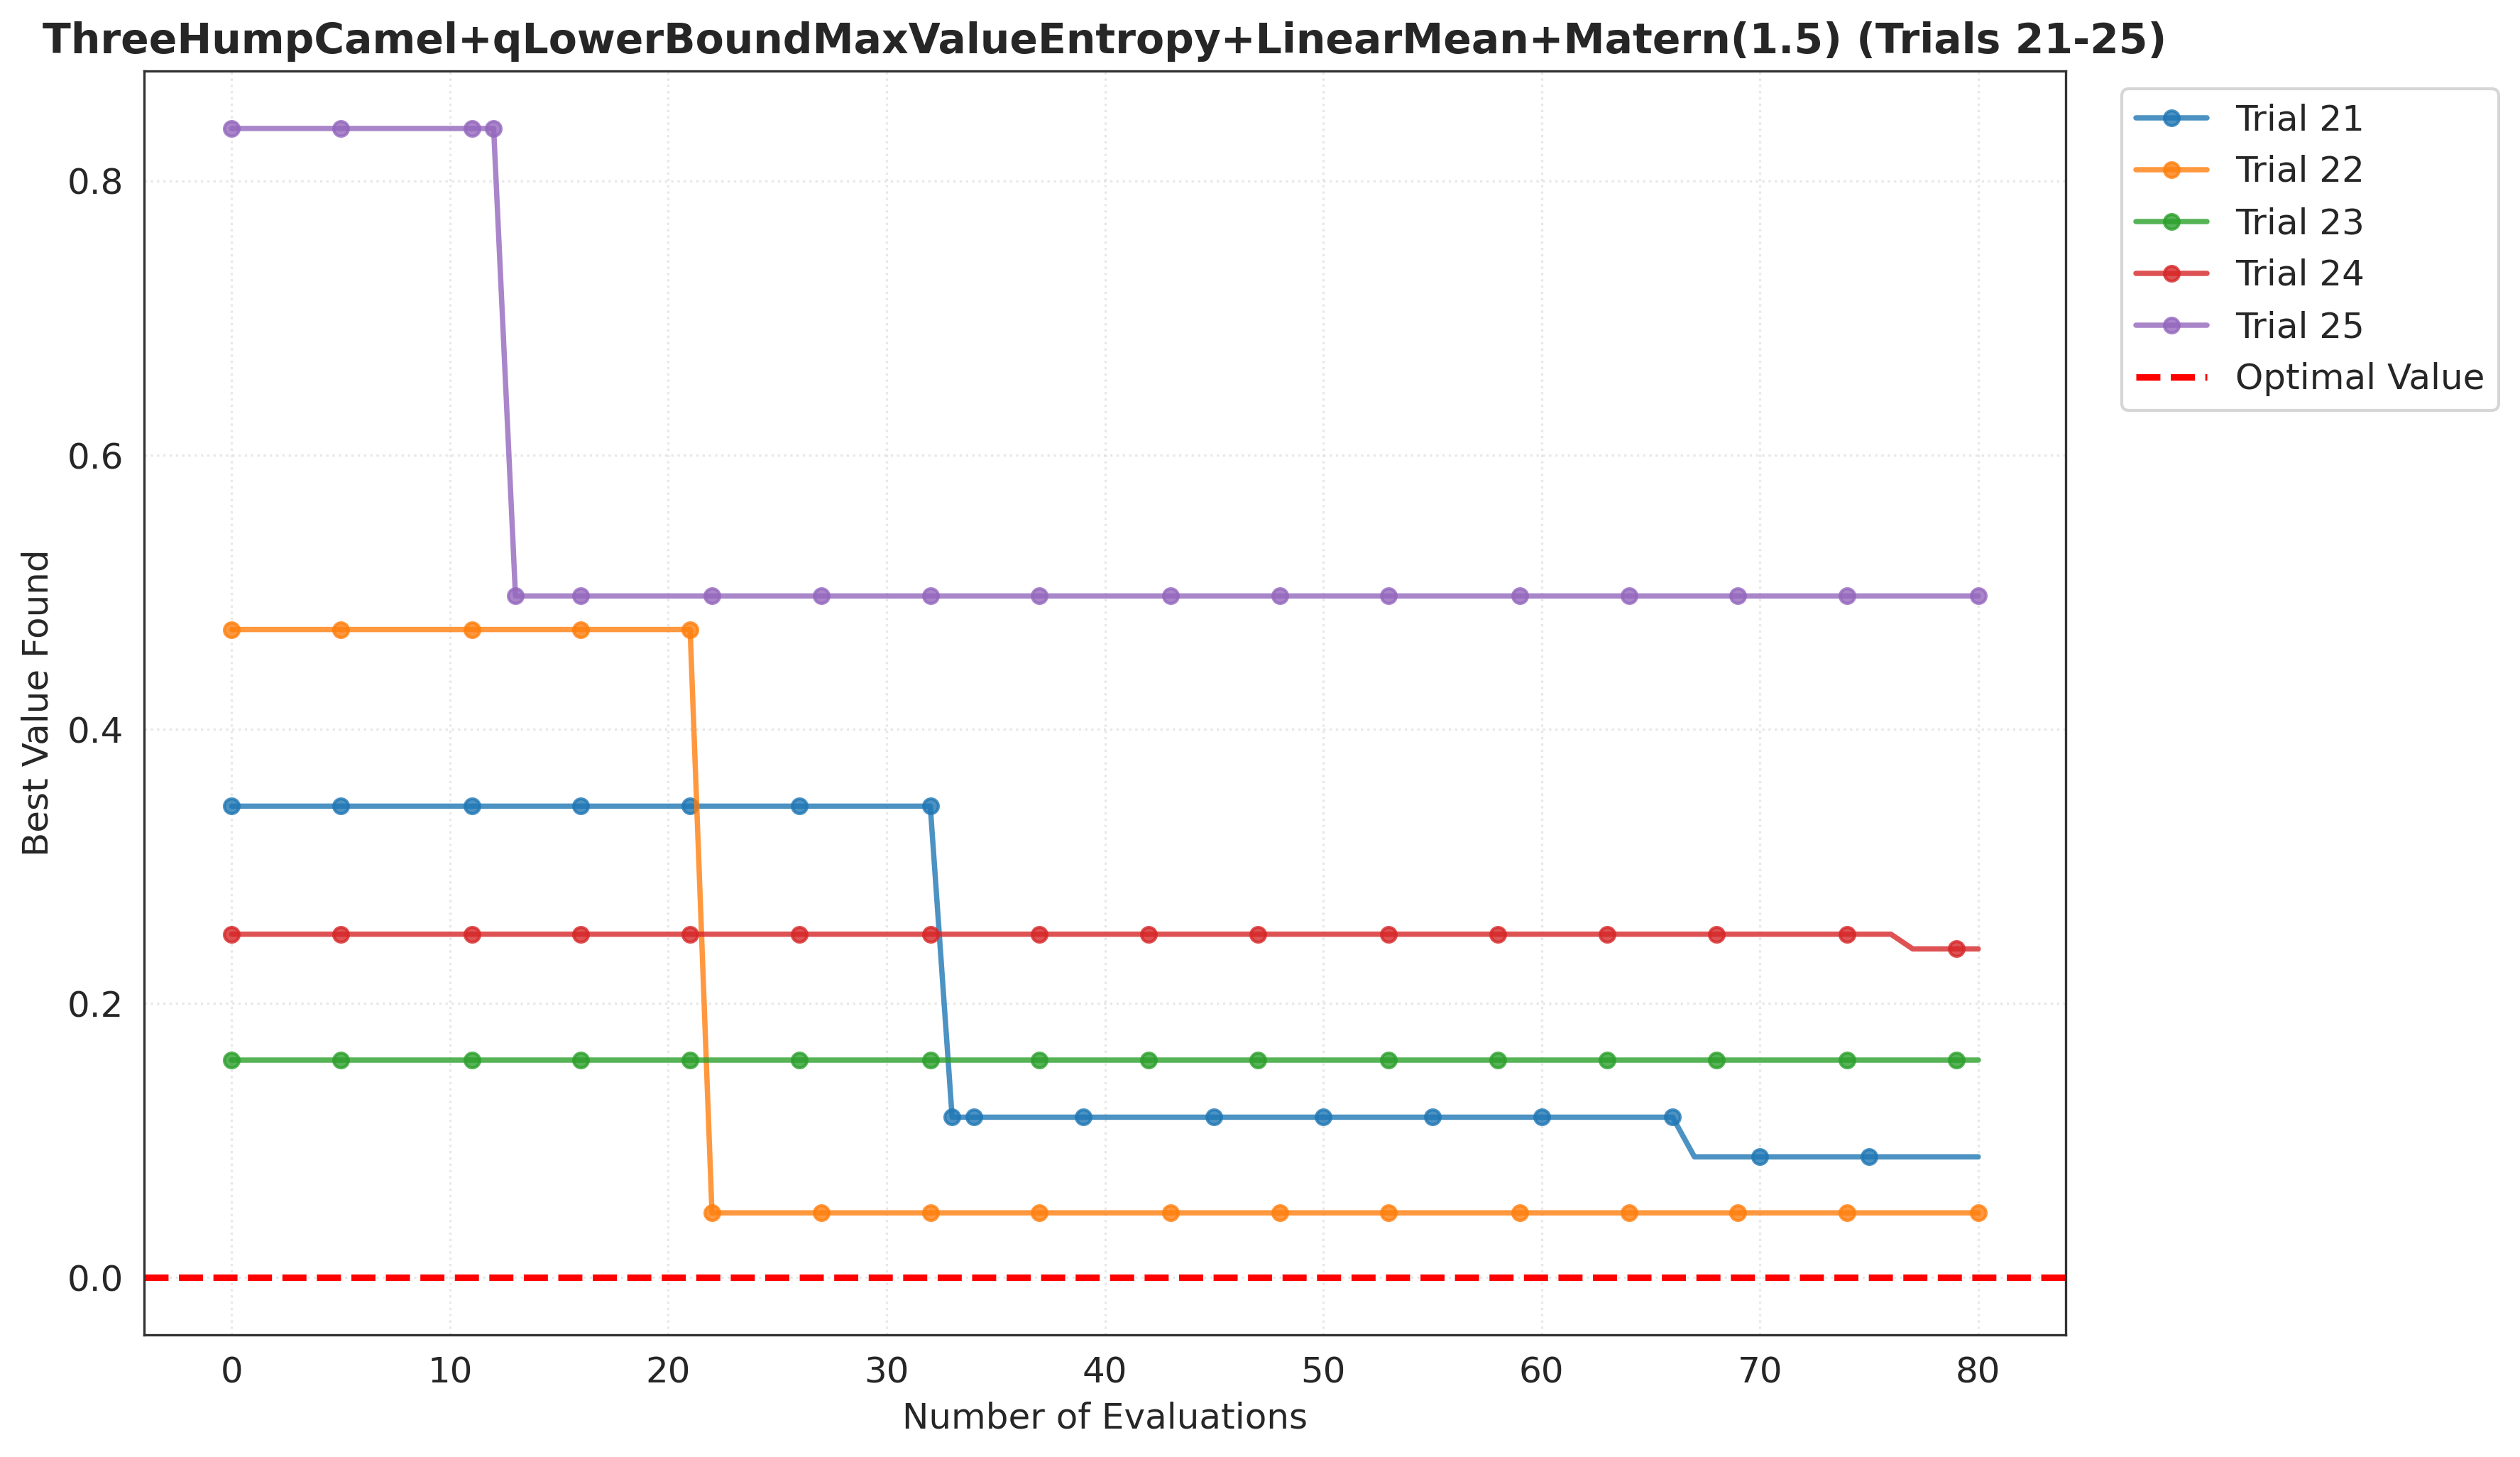 ThreeHumpCamel+qLowerBoundMaxValueEntropy+LinearMean+Matern(1.5) (Trials 21-25)
Trial 21
Trial 22
Trial 23
Trial 24
Trial 25
Optimal Value
Best Value Found
0.8
0.6
0.4
0.2
0.0
0 10 20 30 40 50 60 70 80
Number of Evaluations